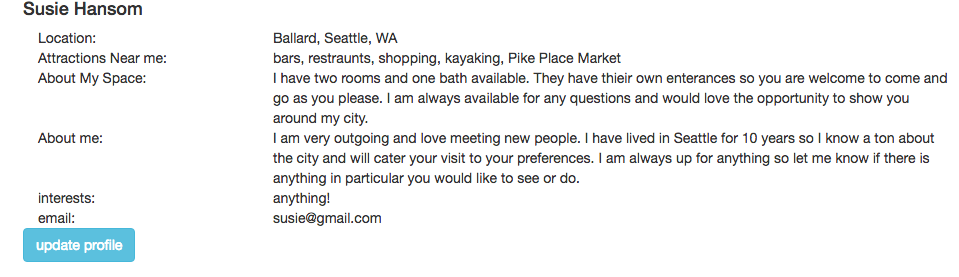 Susie Hansom
Location: Ballard, Seattle, WA
Attractions Near me: bars, restraunts, shopping, kayaking, Pike Place Market
About My Space: I have two rooms and one bath available. They have thieir own enterances so you are welcome to come and
go as you please. I am always available for any questions and would love the opportunity to show you
around my city.
About me: I am very outgoing and love meeting new people. I have lived in Seattle for 10 years so I know a ton about
the city and will cater your visit to your preferences. I am always up for anything so let me know if there is
anything in particular you would like to see or do.
interests: anything!
email: susie@gmail.com
update profile